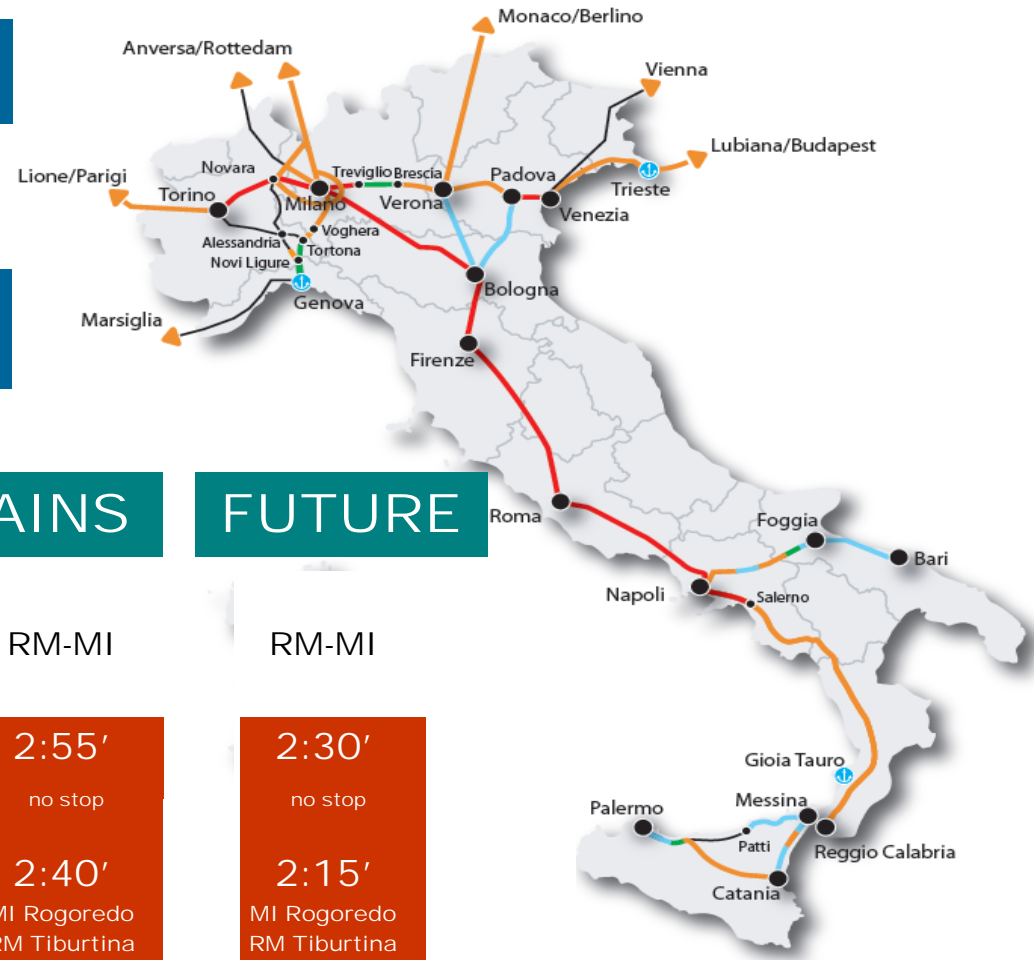 Monaco/Berlino
Anversa/Rottedam
Vienna
Lubiana/Budapest
Lione/Parigi
Novara
Treviglio
Brescia
Padova
Trieste
Torino
Milano
Verona
Venezia
Voghera
Alessandria
Tortona
Novi Ligure
Bologna
Genova
Marsiglia
Firenze
AINS
FUTURE
Roma
Foggia
Bari
Napoli
Salerno
RM-MI
RM-MI
2:55’
no stop
2:40’
MI Rogoredo
RM Tiburtina
2:30’
no stop
2:15’
MI Rogoredo
RM Tiburtina
Gioia Tauro
Messina
Palermo
Patti
Reggio Calabria
Catania